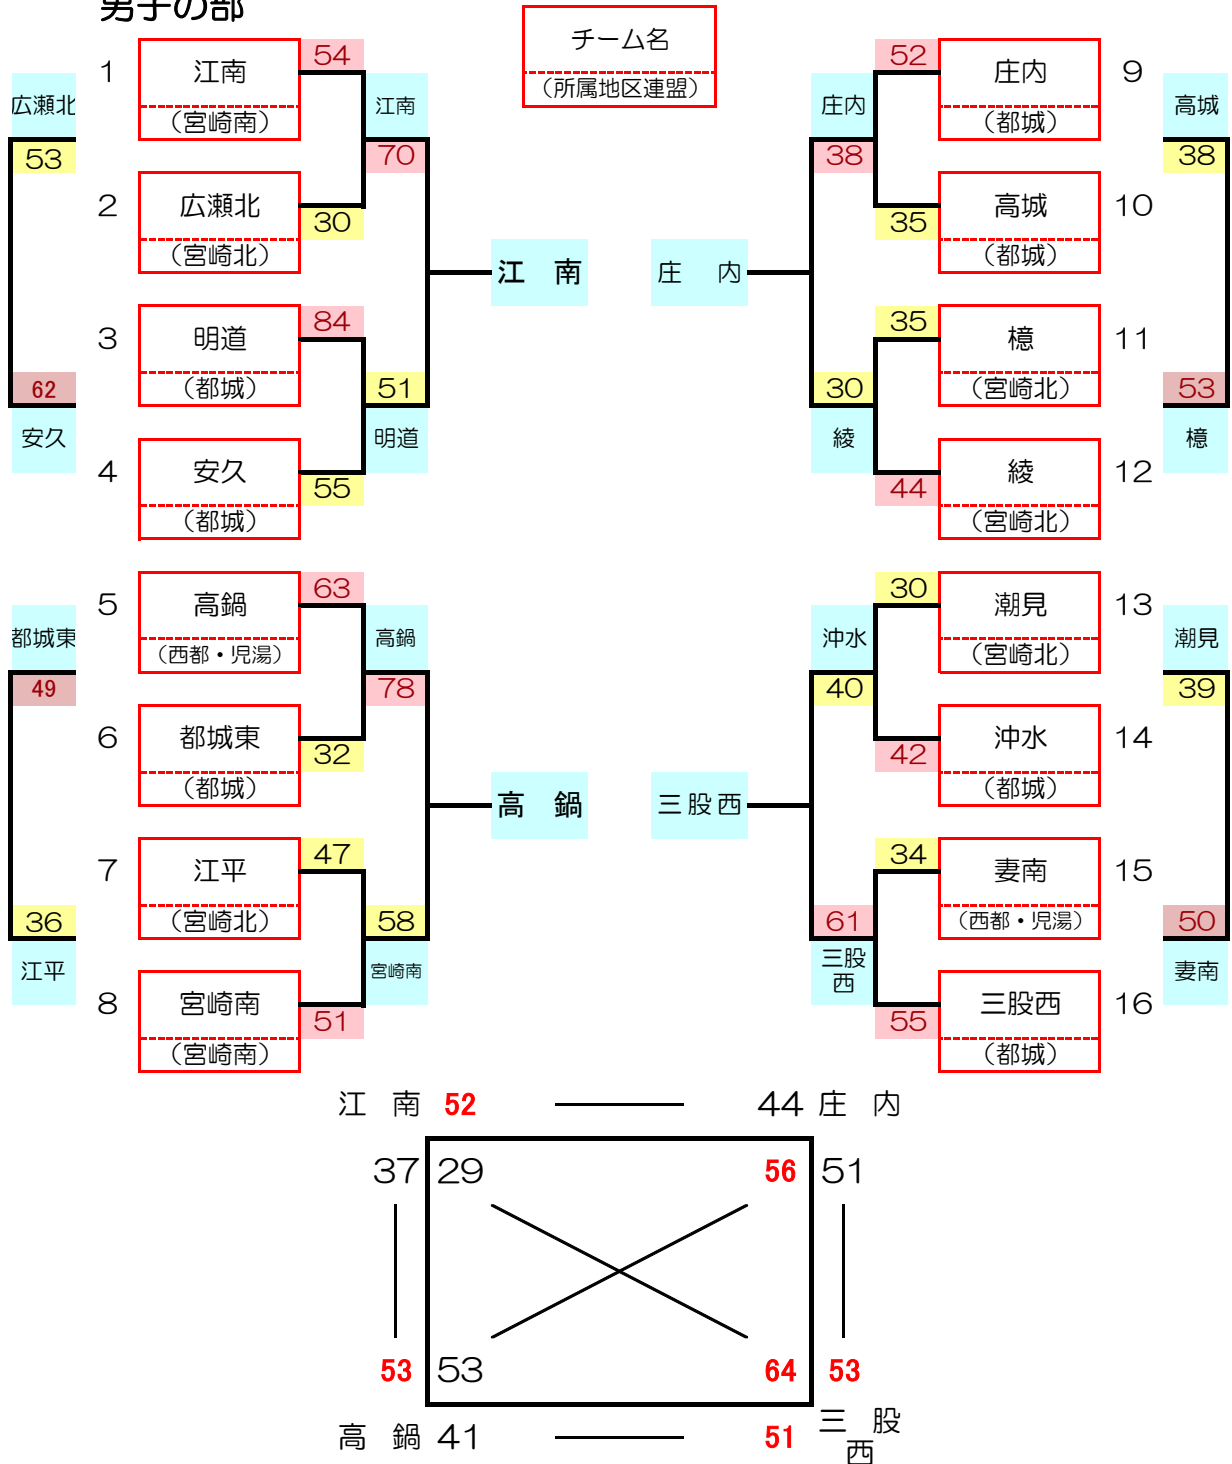 男子の部
チーム名
（所属地区連盟）
広瀬北
53
62
安久
1
江南
（宮崎南）
54
2
広瀬北
（宮崎北）
30
江南
70
3
明道
（都城）
84
4
安久
（都城）
55
51
明道
江　南
都城東
49
36
江平
5
高鍋
（西都・児湯）
63
6
都城東
（都城）
32
高鍋
78
7
江平
（宮崎北）
47
8
宮崎南
（宮崎南）
51
58
宮崎南
高　鍋
庄　内
庄内
38
52
庄内
（都城）
9
35
高城
（都城）
10
30
綾
35
檍
（宮崎北）
11
44
綾
（宮崎北）
12
高城
38
53
檍
三股西
沖水
40
30
潮見
（宮崎北）
13
42
沖水
（都城）
14
61
三股
西
34
妻南
（西都・児湯）
15
55
三股西
（都城）
16
潮見
39
50
妻南
江　南 52 44 庄　内
37 29 56 51
53 53 64 53
高　鍋 41 51 三　股
西